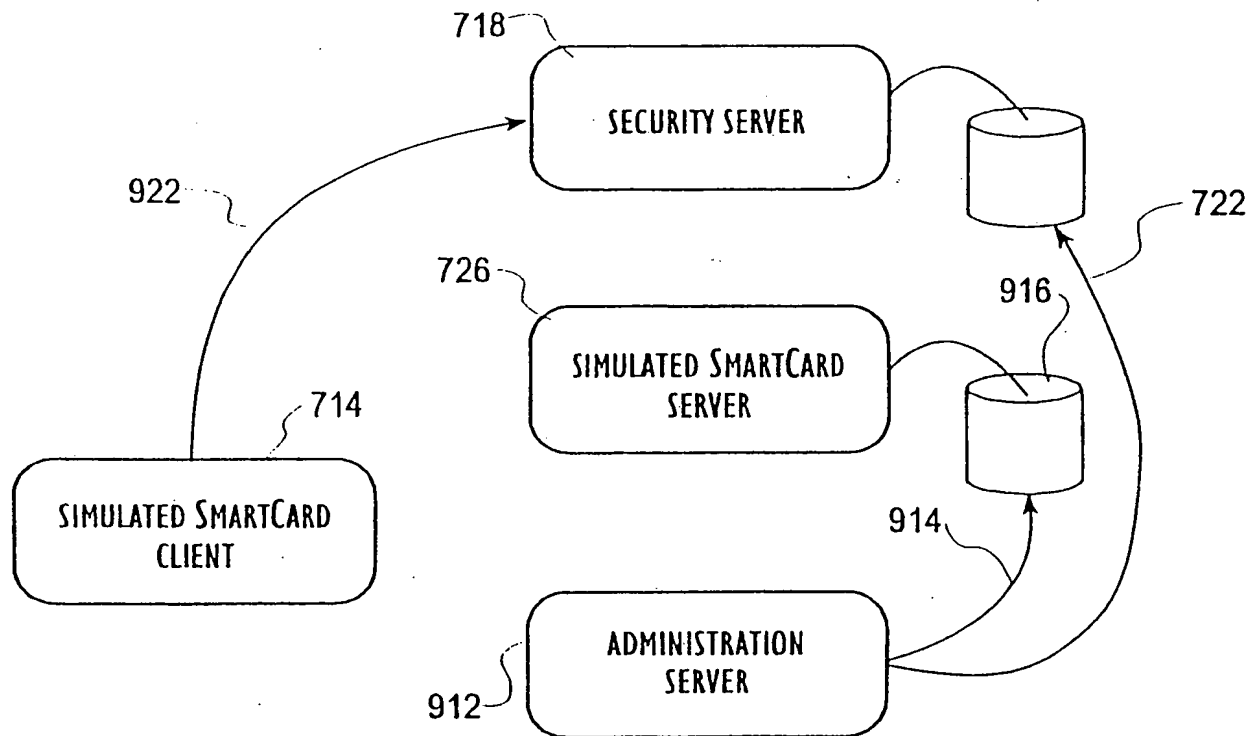 718
SECURITY SERVER
922
722
726
916
SIMULATED SMARTCARD
SERVER
714
SIMULATED SMARTCARD
CLIENT
914
ADMINISTRATION
SERVER
912